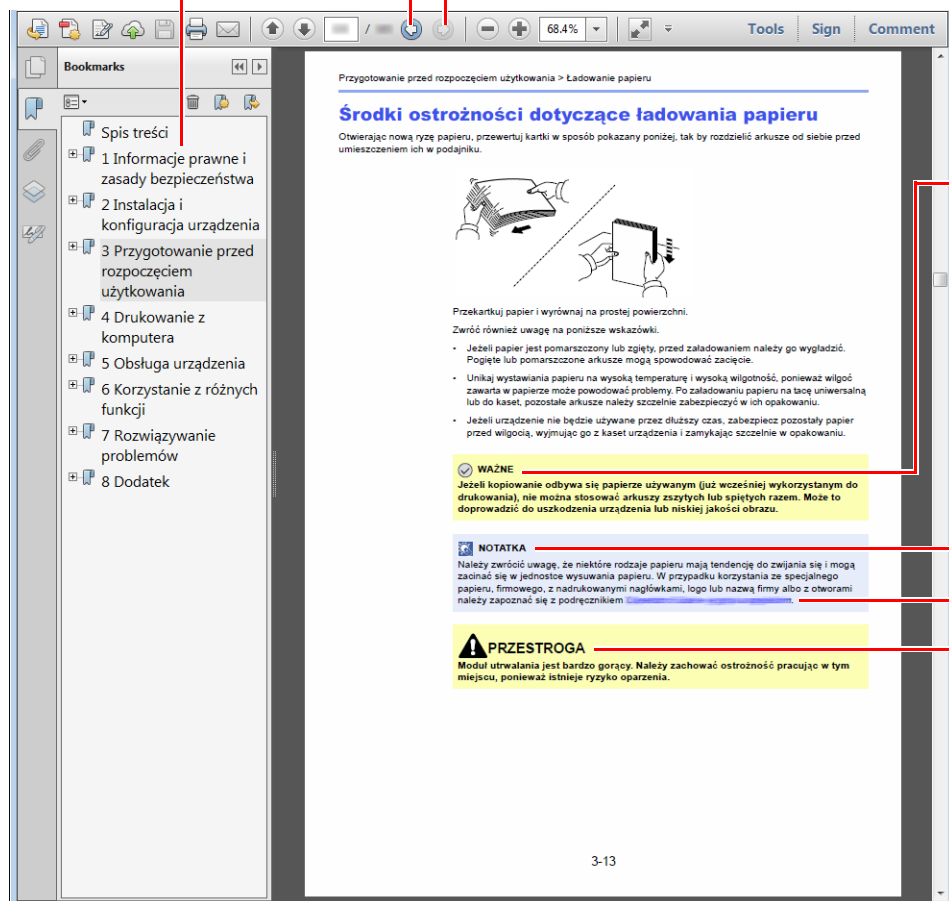 /
68.4%
Tools
Sign
Comment
Bookmarks
Spis treści
1 Informacje prawne i
zasady bezpieczeństwa
2 Instalacja i
konfiguracja urządzenia
3 Przygotowanie przed
rozpoczęciem
użytkowania
4 Drukowanie z
komputera
5 Obsługa urządzenia
6 Korzystanie z różnych
funkcji
7 Rozwiązywanie
problemów
8 Dodatek
Przygotowanie przed rozpoczęciem użytkowania > Ładowanie papieru
Środki ostrożności dotyczące ładowania papieru
Otwierając nową ryzę papieru, przewertuj kartki w sposób pokazany poniżej, tak by rozdzielić arkusze od siebie przed
umieszczeniem ich w podajniku.
Przekartkuj papier i wyrównaj na prostej powierzchni.
Zwróć również uwagę na poniższe wskazówki.
• Jeżeli papier jest pomarszczony lub zgięty, przed załadowaniem należy go wygładzić.
Pogięte lub pomarszczone arkusze mogą spowodować zacięcie.
• Unikaj wystawiania papieru na wysoką temperaturę i wysoką wilgotność, ponieważ wilgoć
zawarta w papierze może powodować problemy. Po załadowaniu papieru na tacę uniwersalną
lub do kaset, pozostałe arkusze należy szczelnie zabezpieczyć w ich opakowaniu.
• Jeżeli urządzenie nie będzie używane przez dłuższy czas, zabezpiecz pozostały papier
przed wilgocią, wyjmując go z kaset urządzenia i zamykając szczelnie w opakowaniu.
WAŻNE
Jeżeli kopiowanie odbywa się papierze używanym (już wcześniej wykorzystanym do
drukowania), nie można stosować arkuszy zszytych lub spiętych razem. Może to
doprowadzić do uszkodzenia urządzenia lub niskiej jakości obrazu.
NOTATKA
Należy zwrócić uwagę, że niektóre rodzaje papieru mają tendencję do zwijania się i mogą
zacinać się w jednostce wysuwania papieru. W przypadku korzystania ze specjalnego
papieru, firmowego, z nadrukowanymi nagłówkami, logo lub nazwą firmy albo z otworami
należy zapoznać się z podręcznikiem
PRZESTROGA
Moduł utrwalania jest bardzo gorący. Należy zachować ostrożność pracując w tym
miejscu, ponieważ istnieje ryzyko oparzenia.
3-13